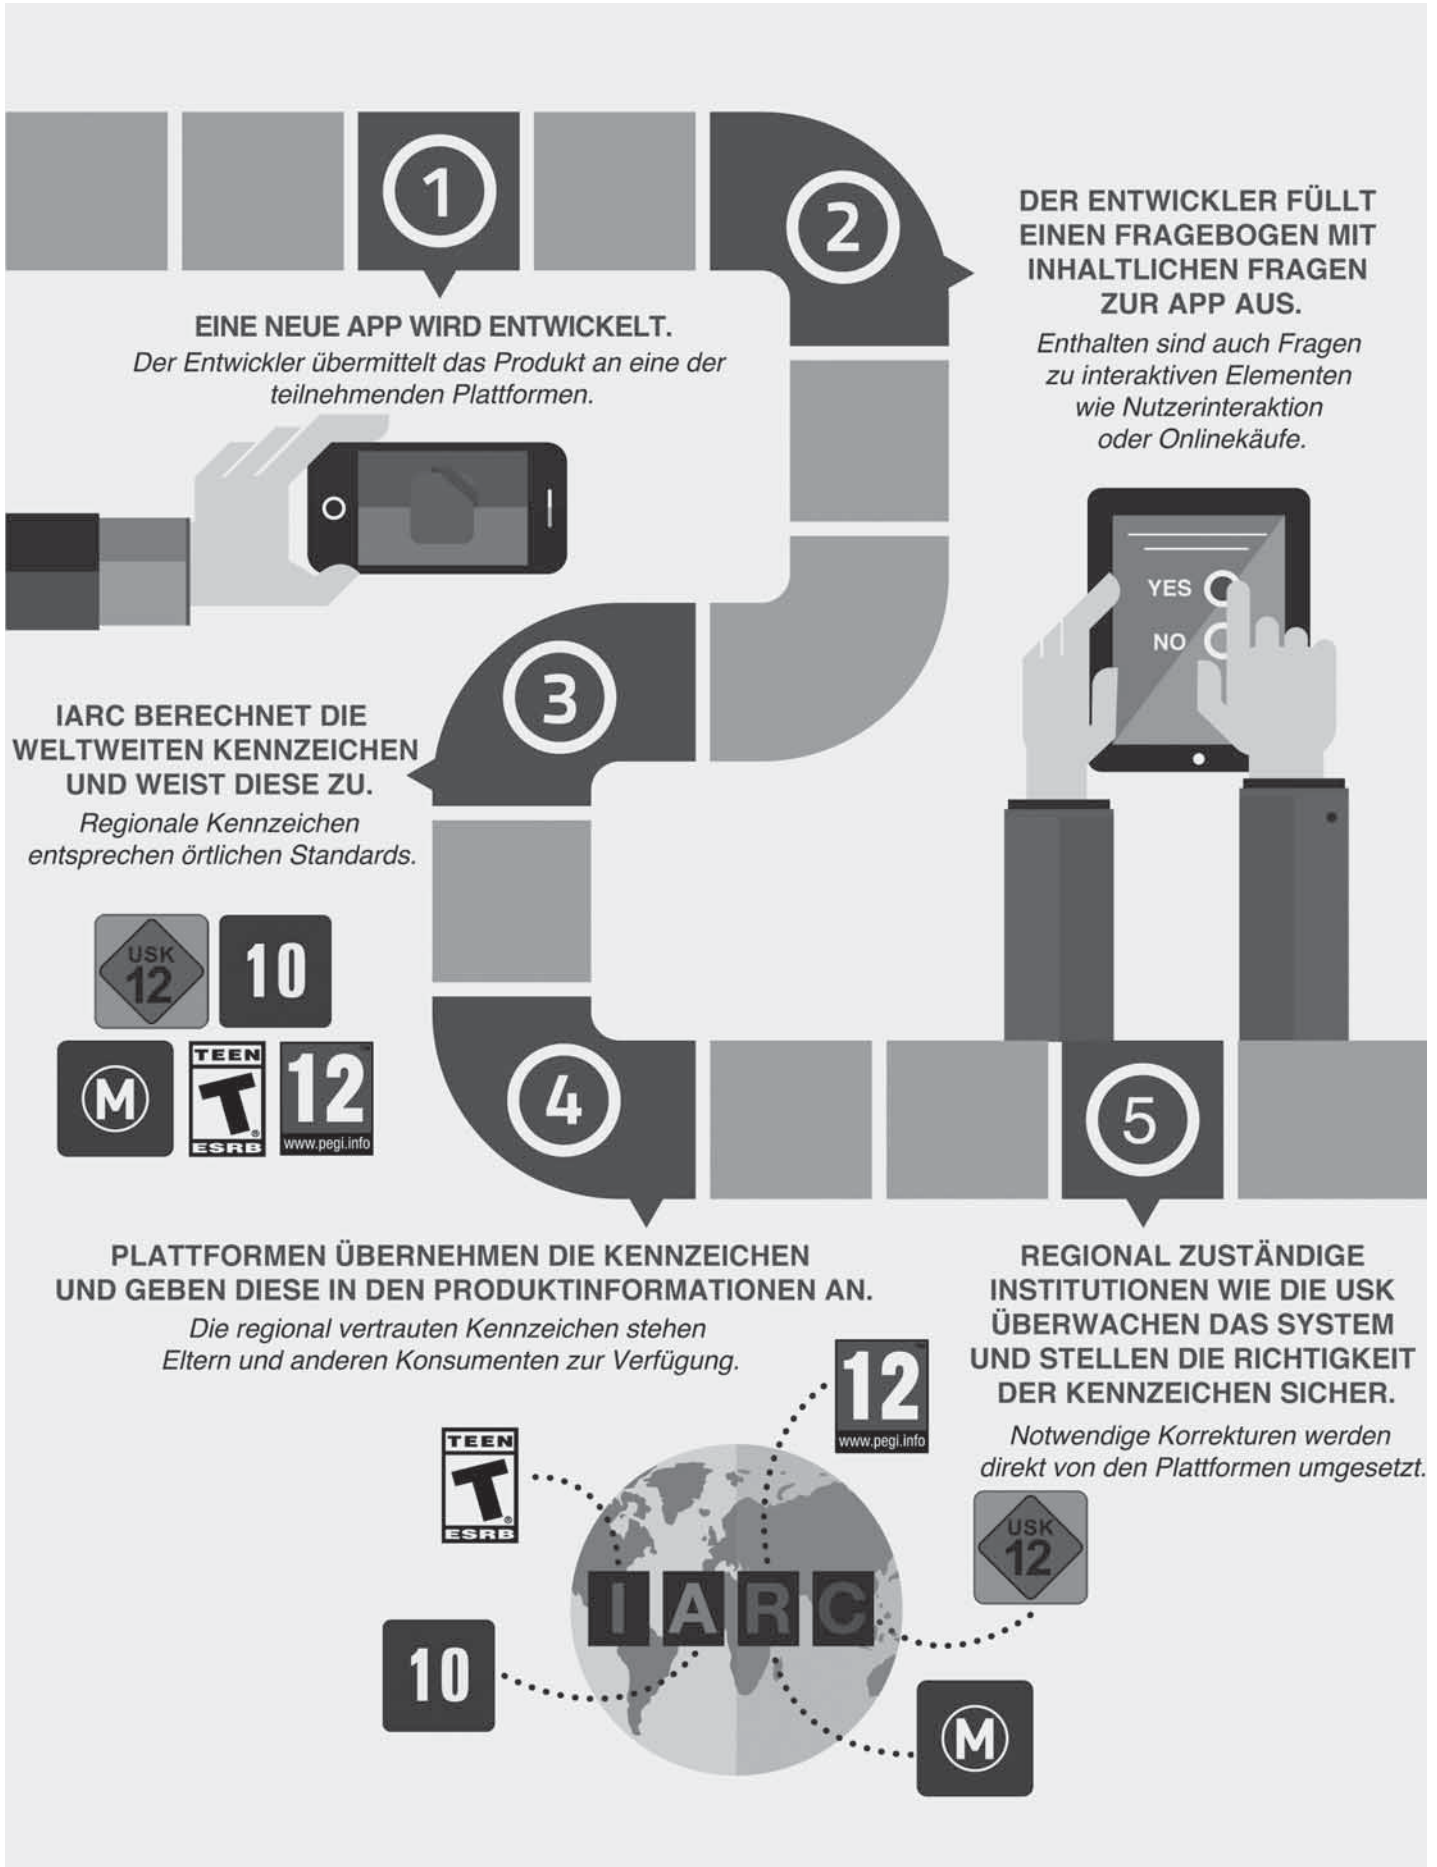 1
2
DER ENTWICKLER FÜLLT
EINEN FRAGEBOGEN MIT
INHALTLICHEN FRAGEN
ZUR APP AUS.
Enthalten sind auch Fragen
zu interaktiven Elementen
wie Nutzerinteraktion
oder Onlinekäufe.
EINE NEUE APP WIRD ENTWICKELT.
Der Entwickler übermittelt das Produkt an eine der
teilnehmenden Plattformen.
YES
NO
3
IARC BERECHNET DIE
WELTWEITEN KENNZEICHEN
UND WEIST DIESE ZU.
Regionale Kennzeichen
entsprechen örtlichen Standards.
USK
12
10
M
TEEN
T
ESRB
12
www.pegi.info
4
5
PLATTFORMEN ÜBERNEHMEN DIE KENNZEICHEN
UND GEBEN DIESE IN DEN PRODUKTINFORMATIONEN AN.
Die regional vertrauten Kennzeichen stehen
Eltern und anderen Konsumenten zur Verfügung.
REGIONAL ZUSTÄNDIGE
INSTITUTIONEN WIE DIE USK
ÜBERWACHEN DAS SYSTEM
UND STELLEN DIE RICHTIGKEIT
DER KENNZEICHEN SICHER.
Notwendige Korrekturen werden
direkt von den Plattformen umgesetzt.
12
www.pegi.info
TEEN
T
ESRB
USK
12
IARC
10
M